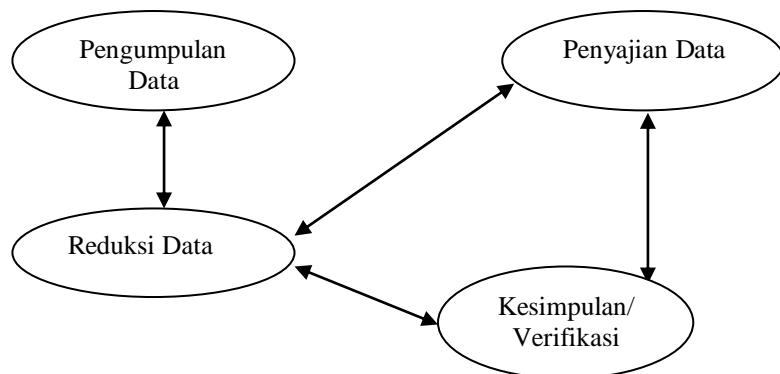 Pengumpulan
Data
Penyajian Data
Reduksi Data
Kesimpulan/
Verifikasi